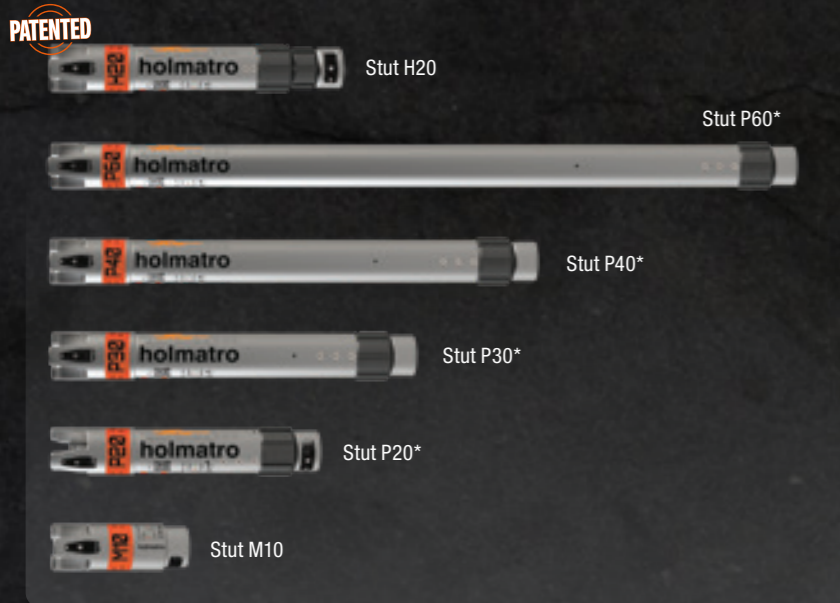 PATENTED
H20 holmatro
Stut H20
Stut P60*
P60 holmatro
P40 holmatro
Stut P40*
P30 holmatro
Stut P30*
P20 holmatro
Stut P20*
M10
Stut M10